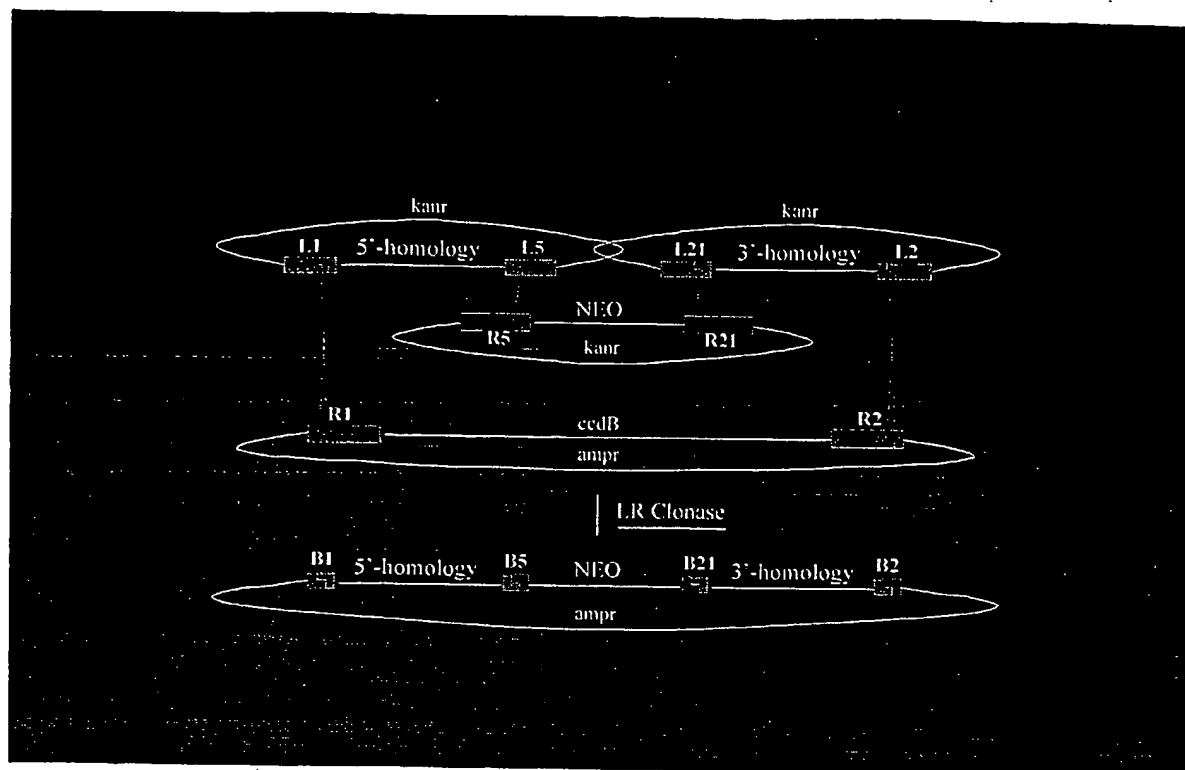 kanr kanr
L1 5'-homology L5 L21 3'-homology L2
NEO
R5 R21
kanr
R1 R2
ccdB
ampr
LR Clonase
B1 5'-homology B5 NEO B21 3'-homology B2
ampr